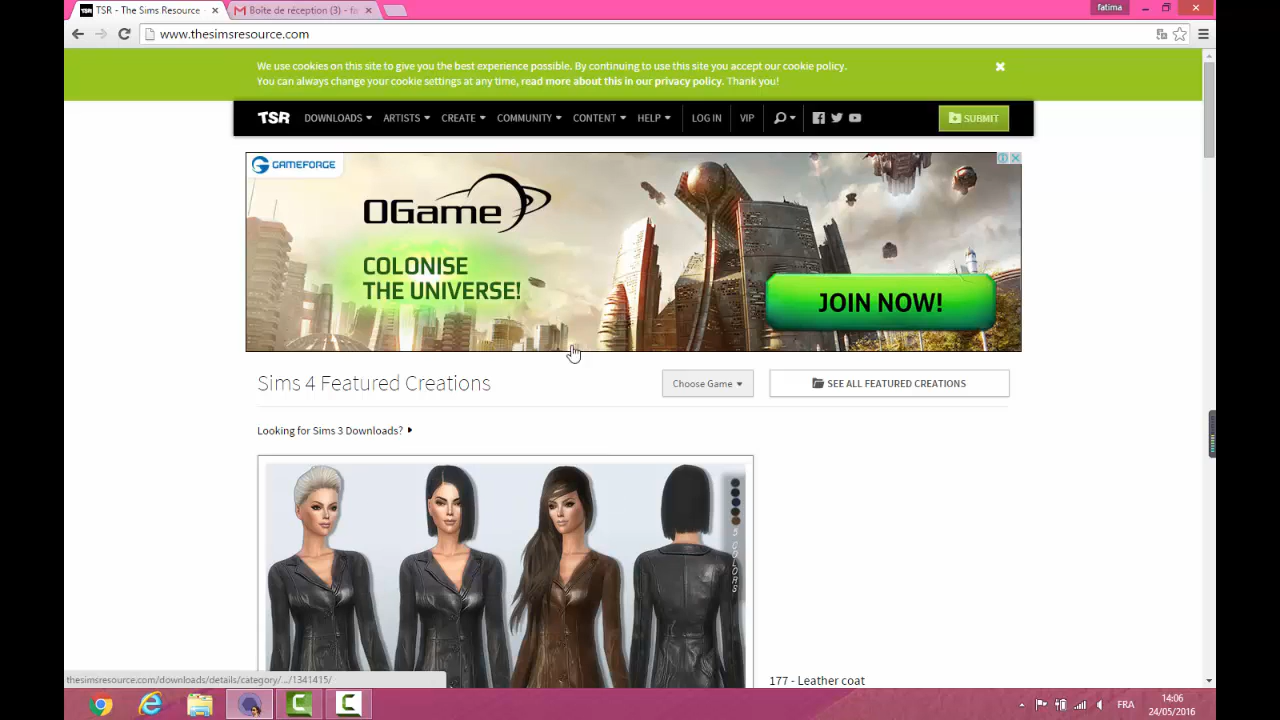 TSR - The Sims Resource
Boîte de réception (3) - fa
fatima
www.thesimsresource.com
We use cookies on this site to give you the best experience possible. By continuing to use this site you accept our cookie policy.
You can always change your cookie settings at any time, read more about this in our privacy policy. Thank you!
TSR DOWNLOADS ARTISTS CREATE COMMUNITY CONTENT HELP LOG IN VIP SUBMIT
GAMEFORGE
OGame
COLONISE
THE UNIVERSE!
JOIN NOW!
Sims 4 Featured Creations
Choose Game
SEE ALL FEATURED CREATIONS
Looking for Sims 3 Downloads?
5 COLORS
177 - Leather coat
thesimsresource.com/downloads/details/category/.../1341415/
FR
14:06
24/05/2016